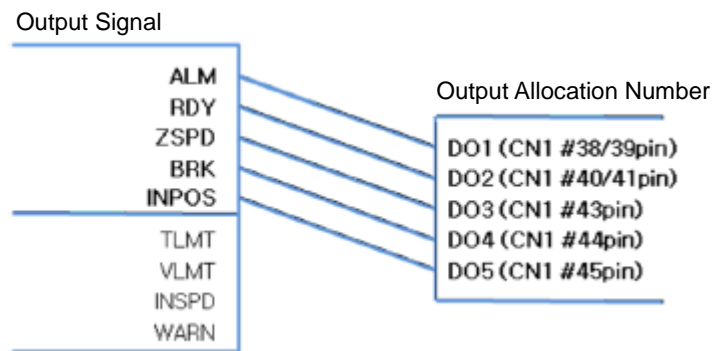 Output Signal
ALM
RDY
ZSPD
BRK
INPOS
TLMT
VLMT
INSPD
WARN
Output Allocation Number
DO1 (CN1 #38/39pin)
DO2 (CN1 #40/41pin)
DO3 (CN1 #43pin)
DO4 (CN1 #44pin)
DO5 (CN1 #45pin)